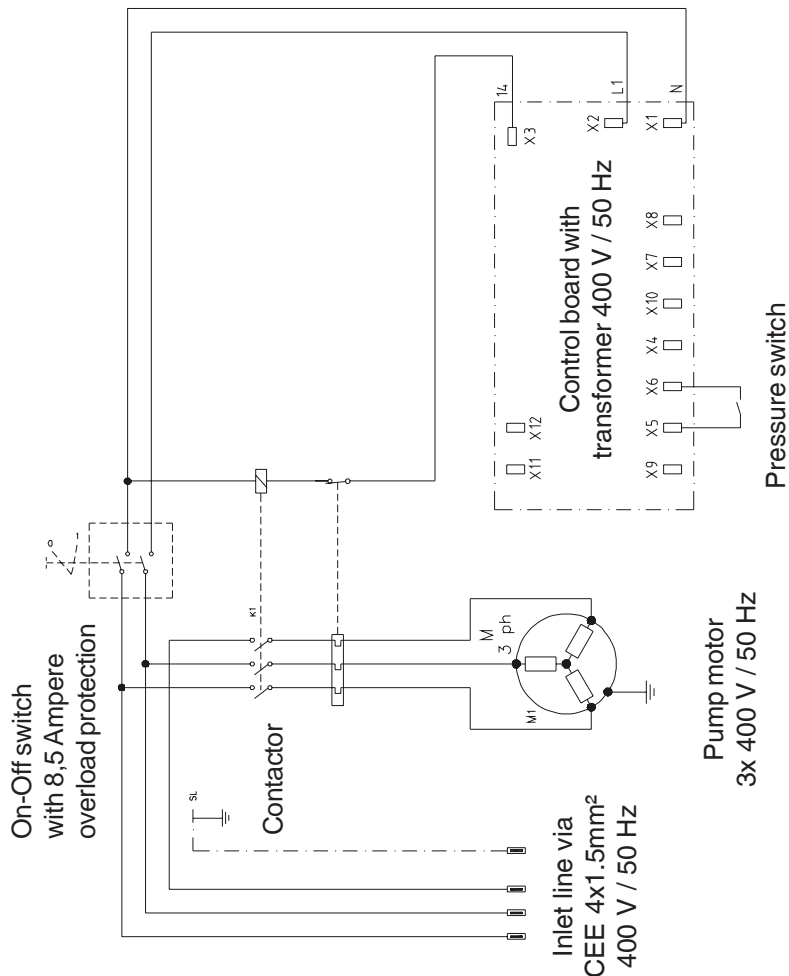 On-Off switch
with 8,5 Ampere
overload protection
o
Contactor
K1
SL
Inlet line via
CEE 4x1.5mm²
400 V / 50 Hz
M
3 ph
M1
Pump motor
3x 400 V / 50 Hz
14
L1
N
X3
X2
X1
X8
X7
X10
X4
X6
X5
X9
X12
X11
Control board with
transformer 400 V / 50 Hz
Pressure switch